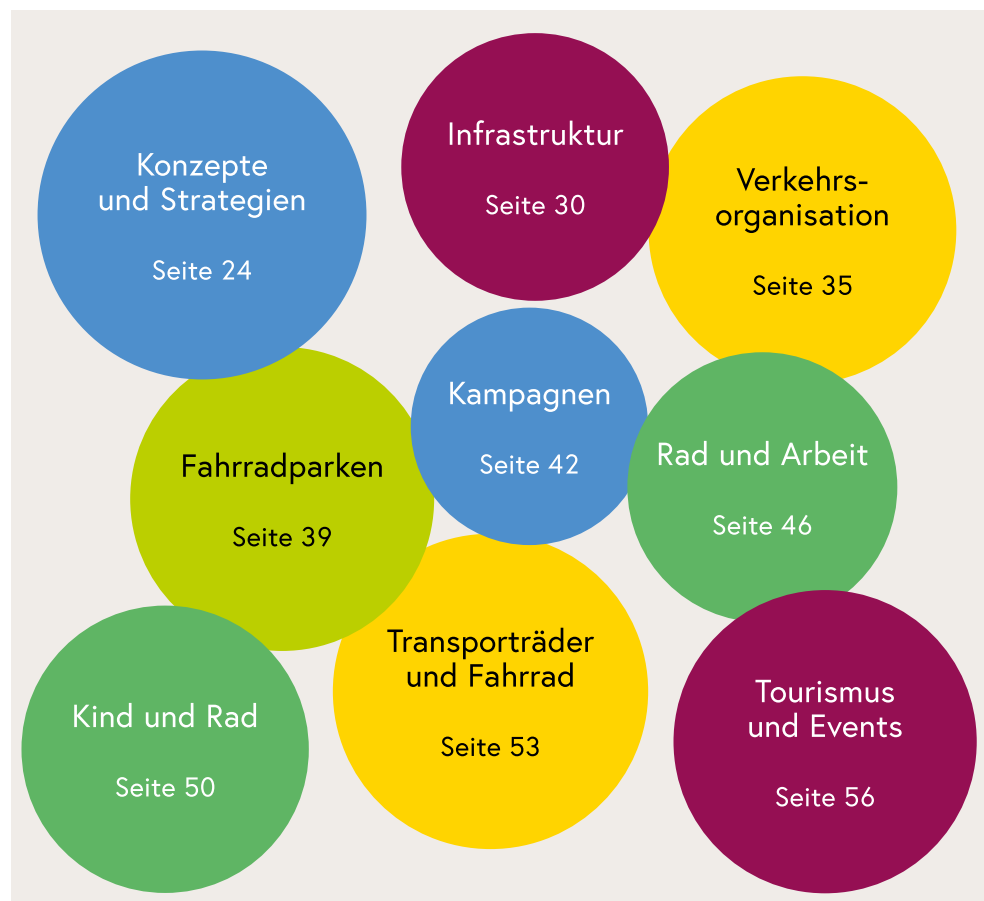 Konzepte
und Strategien
Seite 24
Infrastruktur
Seite 30
Verkehrs-
organisation
Seite 35
Fahrradparken
Seite 39
Kampagnen
Seite 42
Rad und Arbeit
Seite 46
Kind und Rad
Seite 50
Transporträder
und Fahrrad
Seite 53
Tourismus
und Events
Seite 56